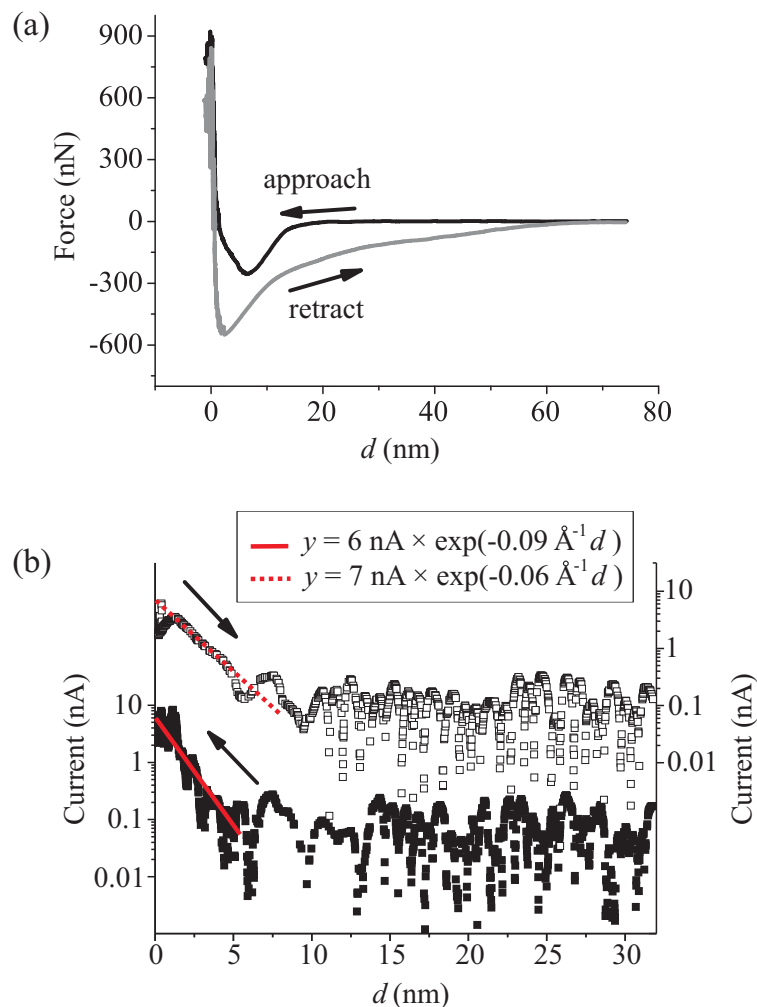 (a)
900
600
300
0
-300
-600
Force (nN)
approach
retract
0 20 40 60 80
d (nm)
(b)
y = 6 nA × exp(-0.09 Å⁻¹d)
y = 7 nA × exp(-0.06 Å⁻¹d)
10
1
0.1
0.01
Current (nA)
10
1
0.1
0.01
Current (nA)
0 5 10 15 20 25 30
d (nm)